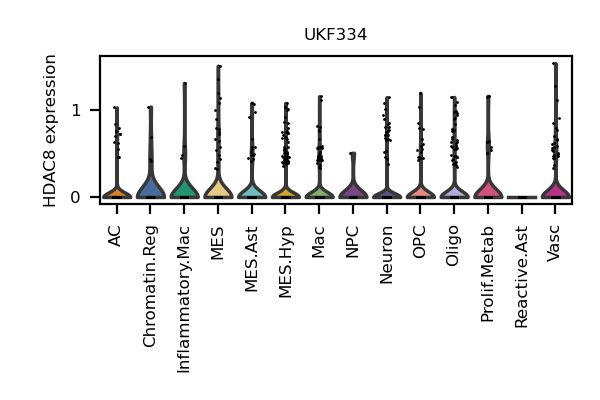 UKF334
HDAC8 expression
1
0
AC
Chromatin.Reg
Inflammatory.Mac
MES
MES.Ast
MES.Hyp
Mac
NPC
Neuron
OPC
Oligo
Prolif.Metab
Reactive.Ast
Vasc